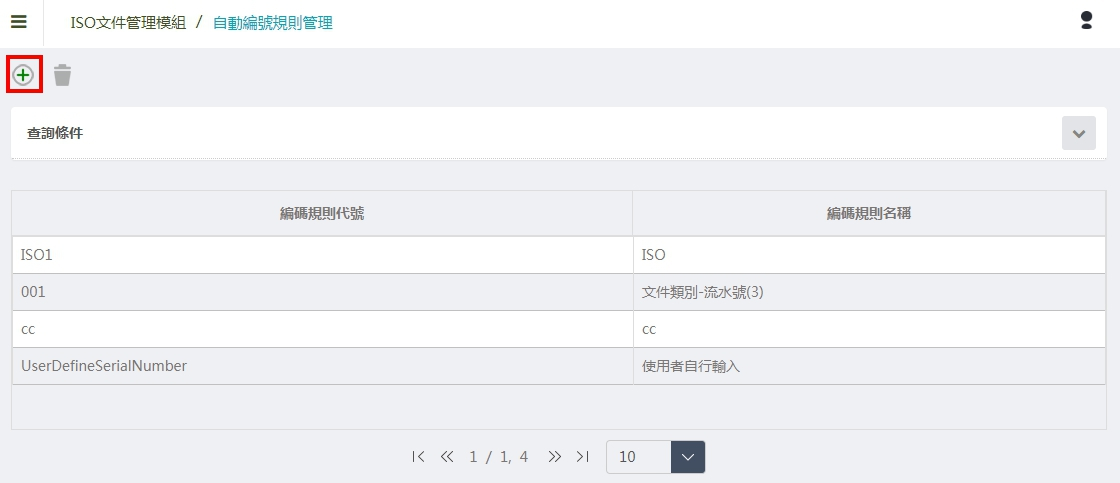 ISO文件管理模組 / 自動編號規則管理
查詢條件
編碼規則代號 編碼規則名稱
ISO1 ISO
001 文件類別-流水號(3)
cc cc
UserDefineSerialNumber 使用者自行輸入
1 / 1, 4 10